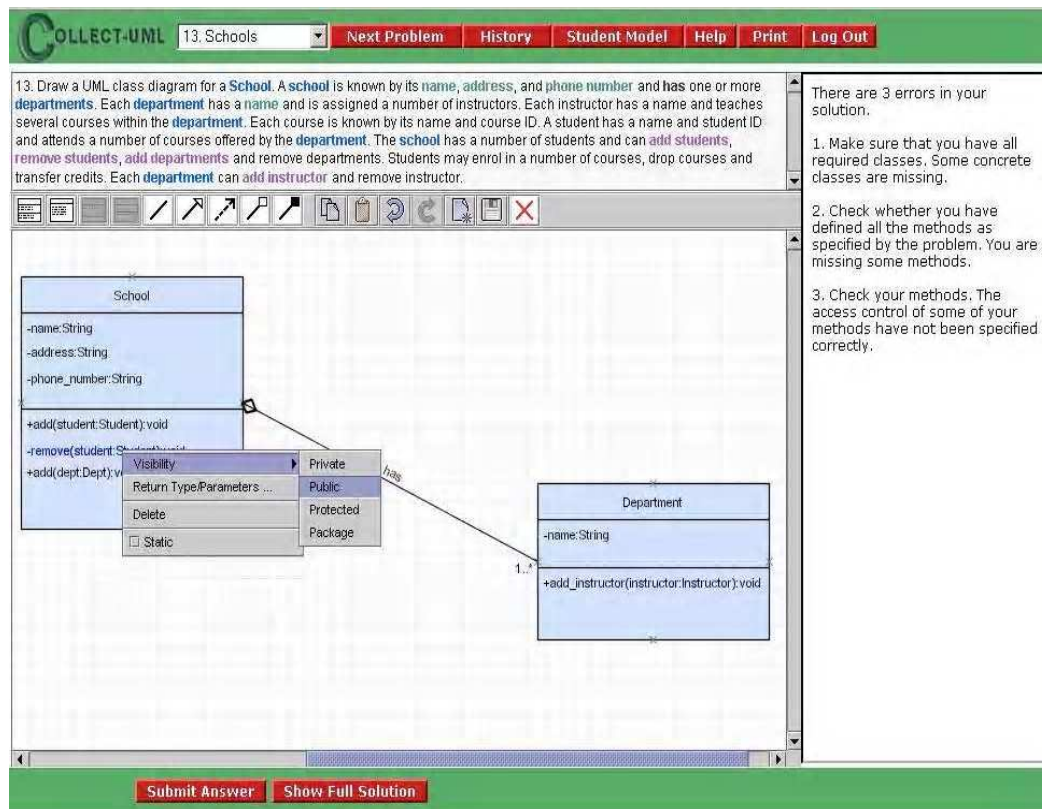 COLLECT-UML
13. Schools
Next Problem
History
Student Model
Help
Print
Log Out
13. Draw a UML class diagram for a School. A school is known by its name, address, and phone number and has one or more
departments. Each department has a name and is assigned a number of instructors. Each instructor has a name and teaches
several courses within the department. Each course is known by its name and course ID. A student has a name and student ID
and attends a number of courses offered by the department. The school has a number of students and can add students,
remove students, add departments and remove departments. Students may enrol in a number of courses, drop courses and
transfer credits. Each department can add instructor and remove instructor.
There are 3 errors in your
solution.
1. Make sure that you have all
required classes. Some concrete
classes are missing.
2. Check whether you have
defined all the methods as
specified by the problem. You are
missing some methods.
3. Check your methods. The
access control of some of your
methods have not been specified
correctly.
School
-name:String
-address:String
-phone_number:String
+add(student:Student):void
-remove(student:Student):void
+add(dept:Dept):v
Visibility
Return Type/Parameters ...
Delete
Static
Private
Public
Protected
Package
has
1..*
Department
-name:String
+add_instructor(instructor:Instructor):void
Submit Answer
Show Full Solution